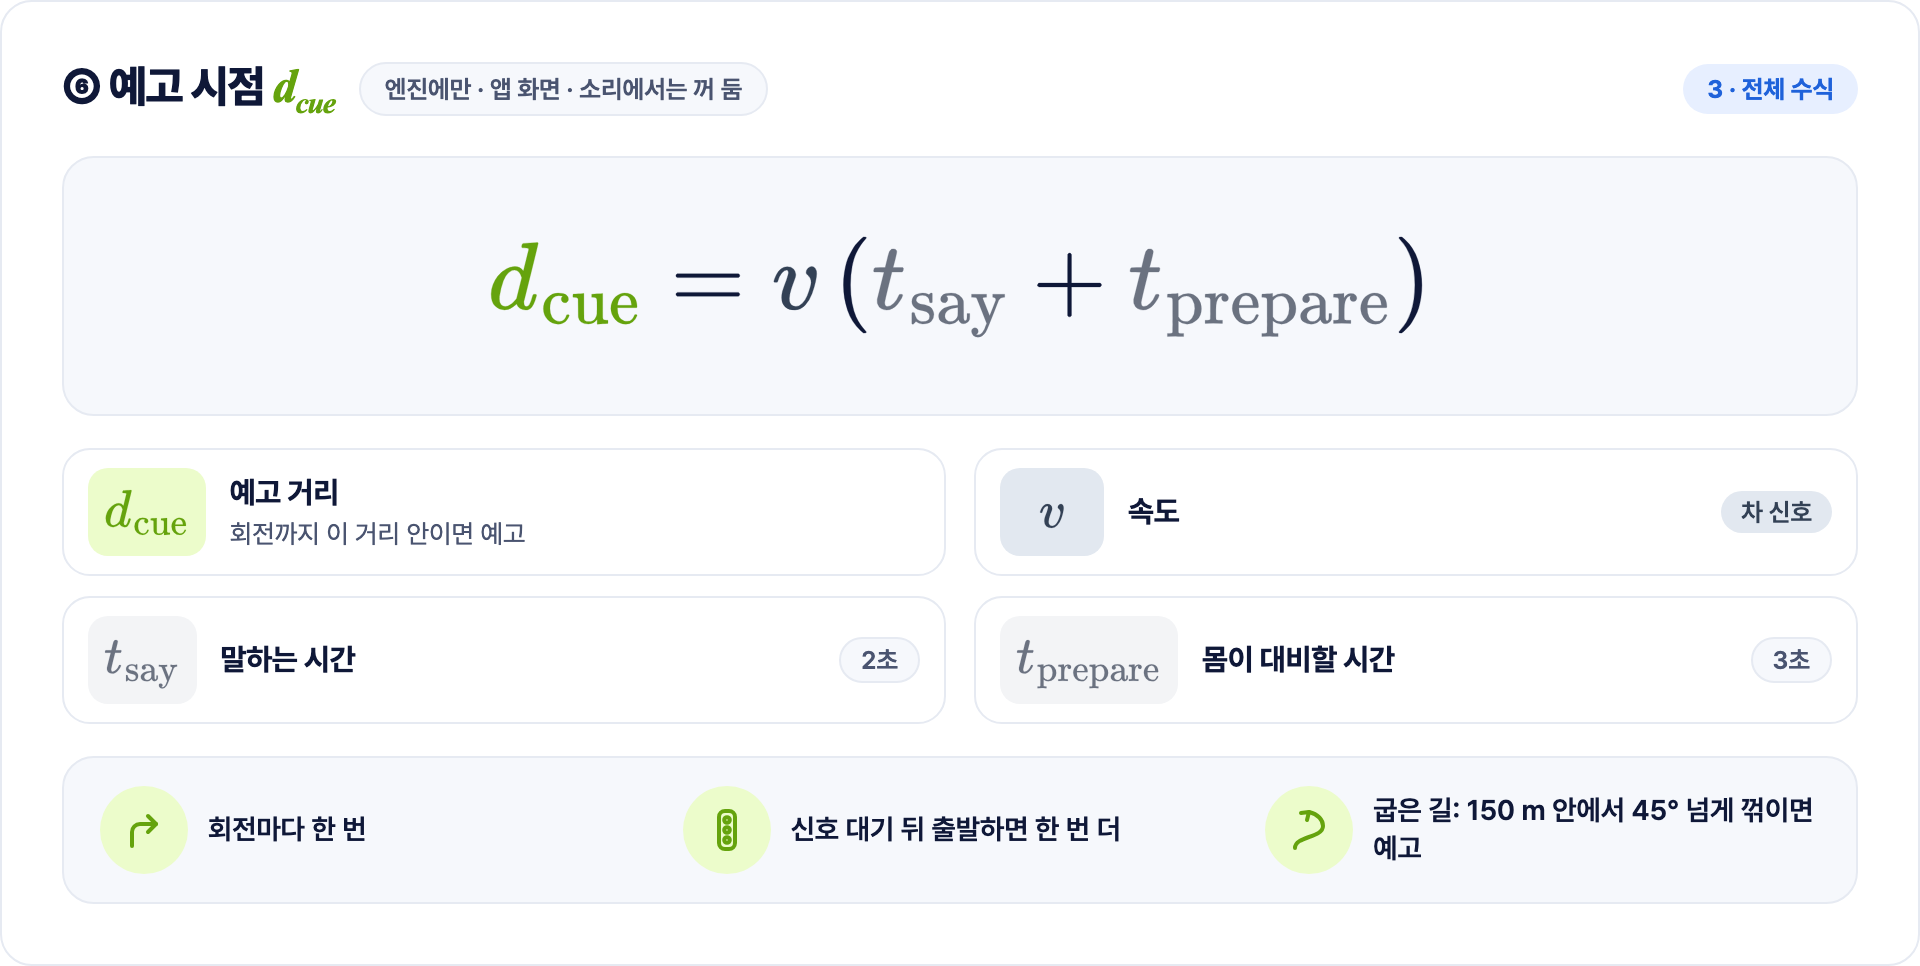 ⑥ 예고 시점 d_cue
엔진에만 · 앱 화면 · 소리에서는 꺼 둠
3 · 전체 수식
d_cue = v (t_say + t_prepare)
d_cue
예고 거리
회전까지 이 거리 안이면 예고
v
속도
차 신호
t_say
말하는 시간
2초
t_prepare
몸이 대비할 시간
3초
회전마다 한 번
신호 대기 뒤 출발하면 한 번 더
굽은 길: 150 m 안에서 45° 넘게 꺾이면
예고